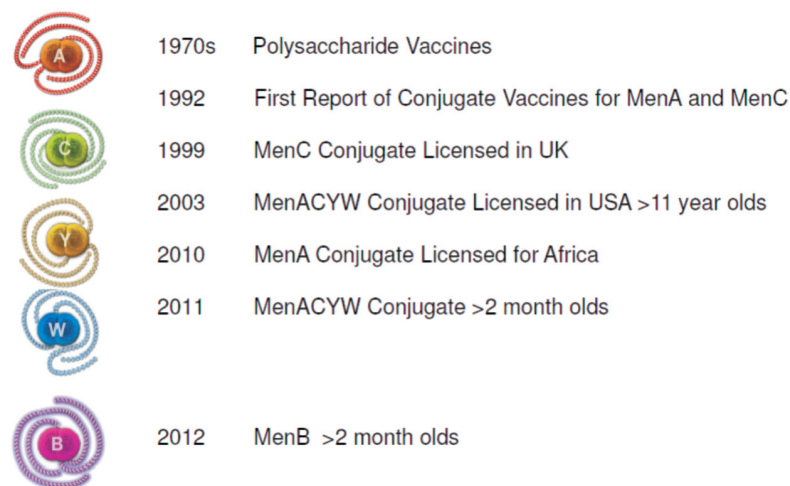 A
1970s Polysaccharide Vaccines
1992 First Report of Conjugate Vaccines for MenA and MenC
C
1999 MenC Conjugate Licensed in UK
2003 MenACYW Conjugate Licensed in USA >11 year olds
Y
2010 MenA Conjugate Licensed for Africa
2011 MenACYW Conjugate >2 month olds
W
B
2012 MenB >2 month olds